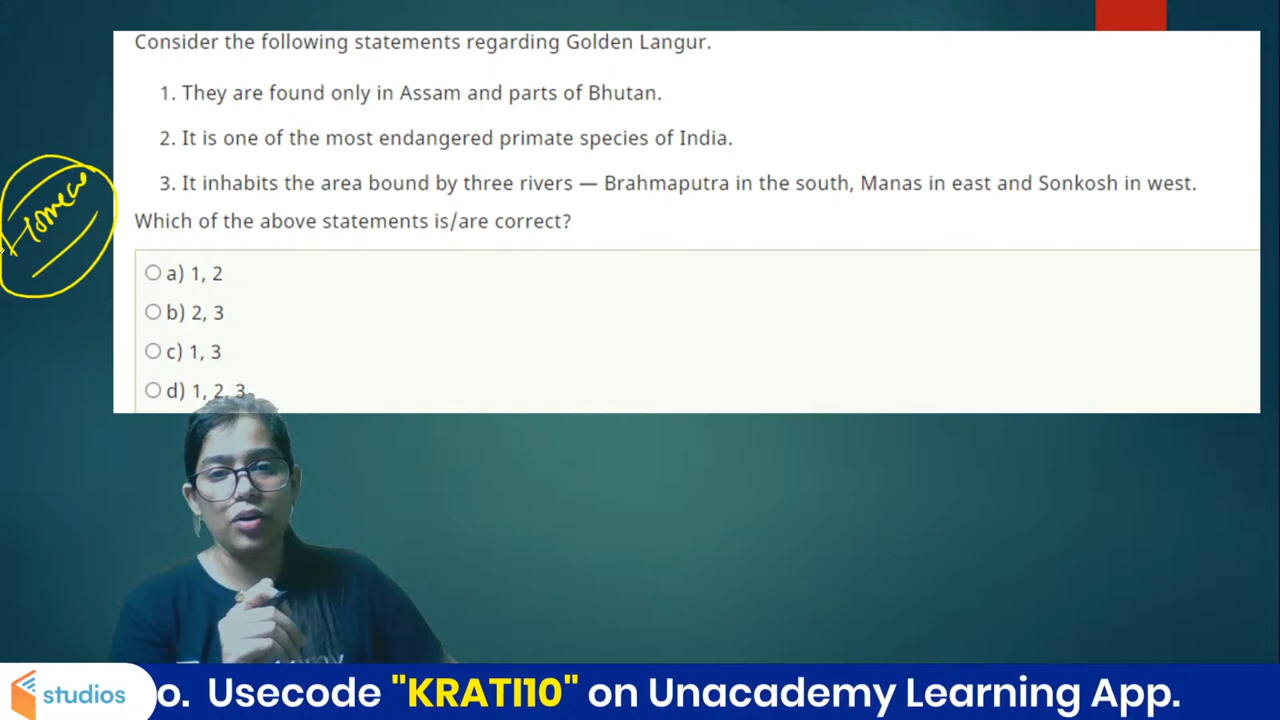 Consider the following statements regarding Golden Langur.
1. They are found only in Assam and parts of Bhutan.
2. It is one of the most endangered primate species of India.
3. It inhabits the area bound by three rivers — Brahmaputra in the south, Manas in east and Sonkosh in west.
Which of the above statements is/are correct?
a) 1, 2
b) 2, 3
c) 1, 3
d) 1, 2, 3
studios
o. Usecode "KRATI10" on Unacademy Learning App.